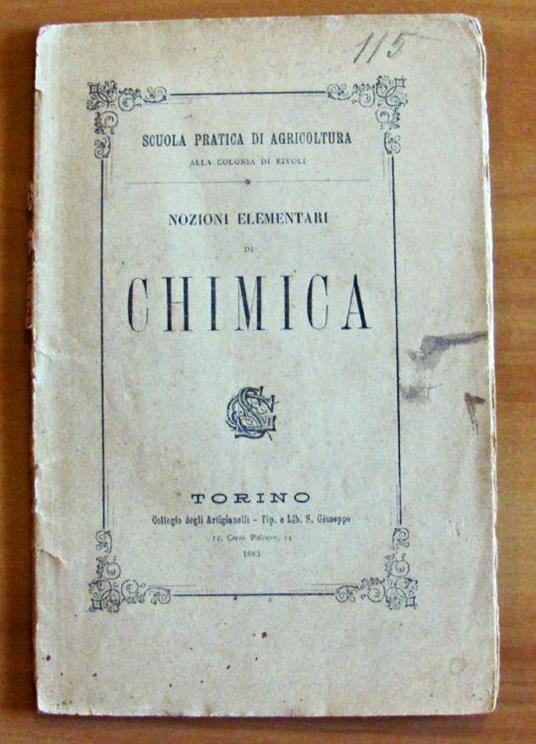 115
SCUOLA PRATICA DI AGRICOLTURA
ALLA COLONIA DI RIVOLI
NOZIONI ELEMENTARI
DI
CHIMICA
TORINO
Collegio degli Artigianelli - Tip. e Lib. S. Giuseppe
14, Corso Palestro, 14